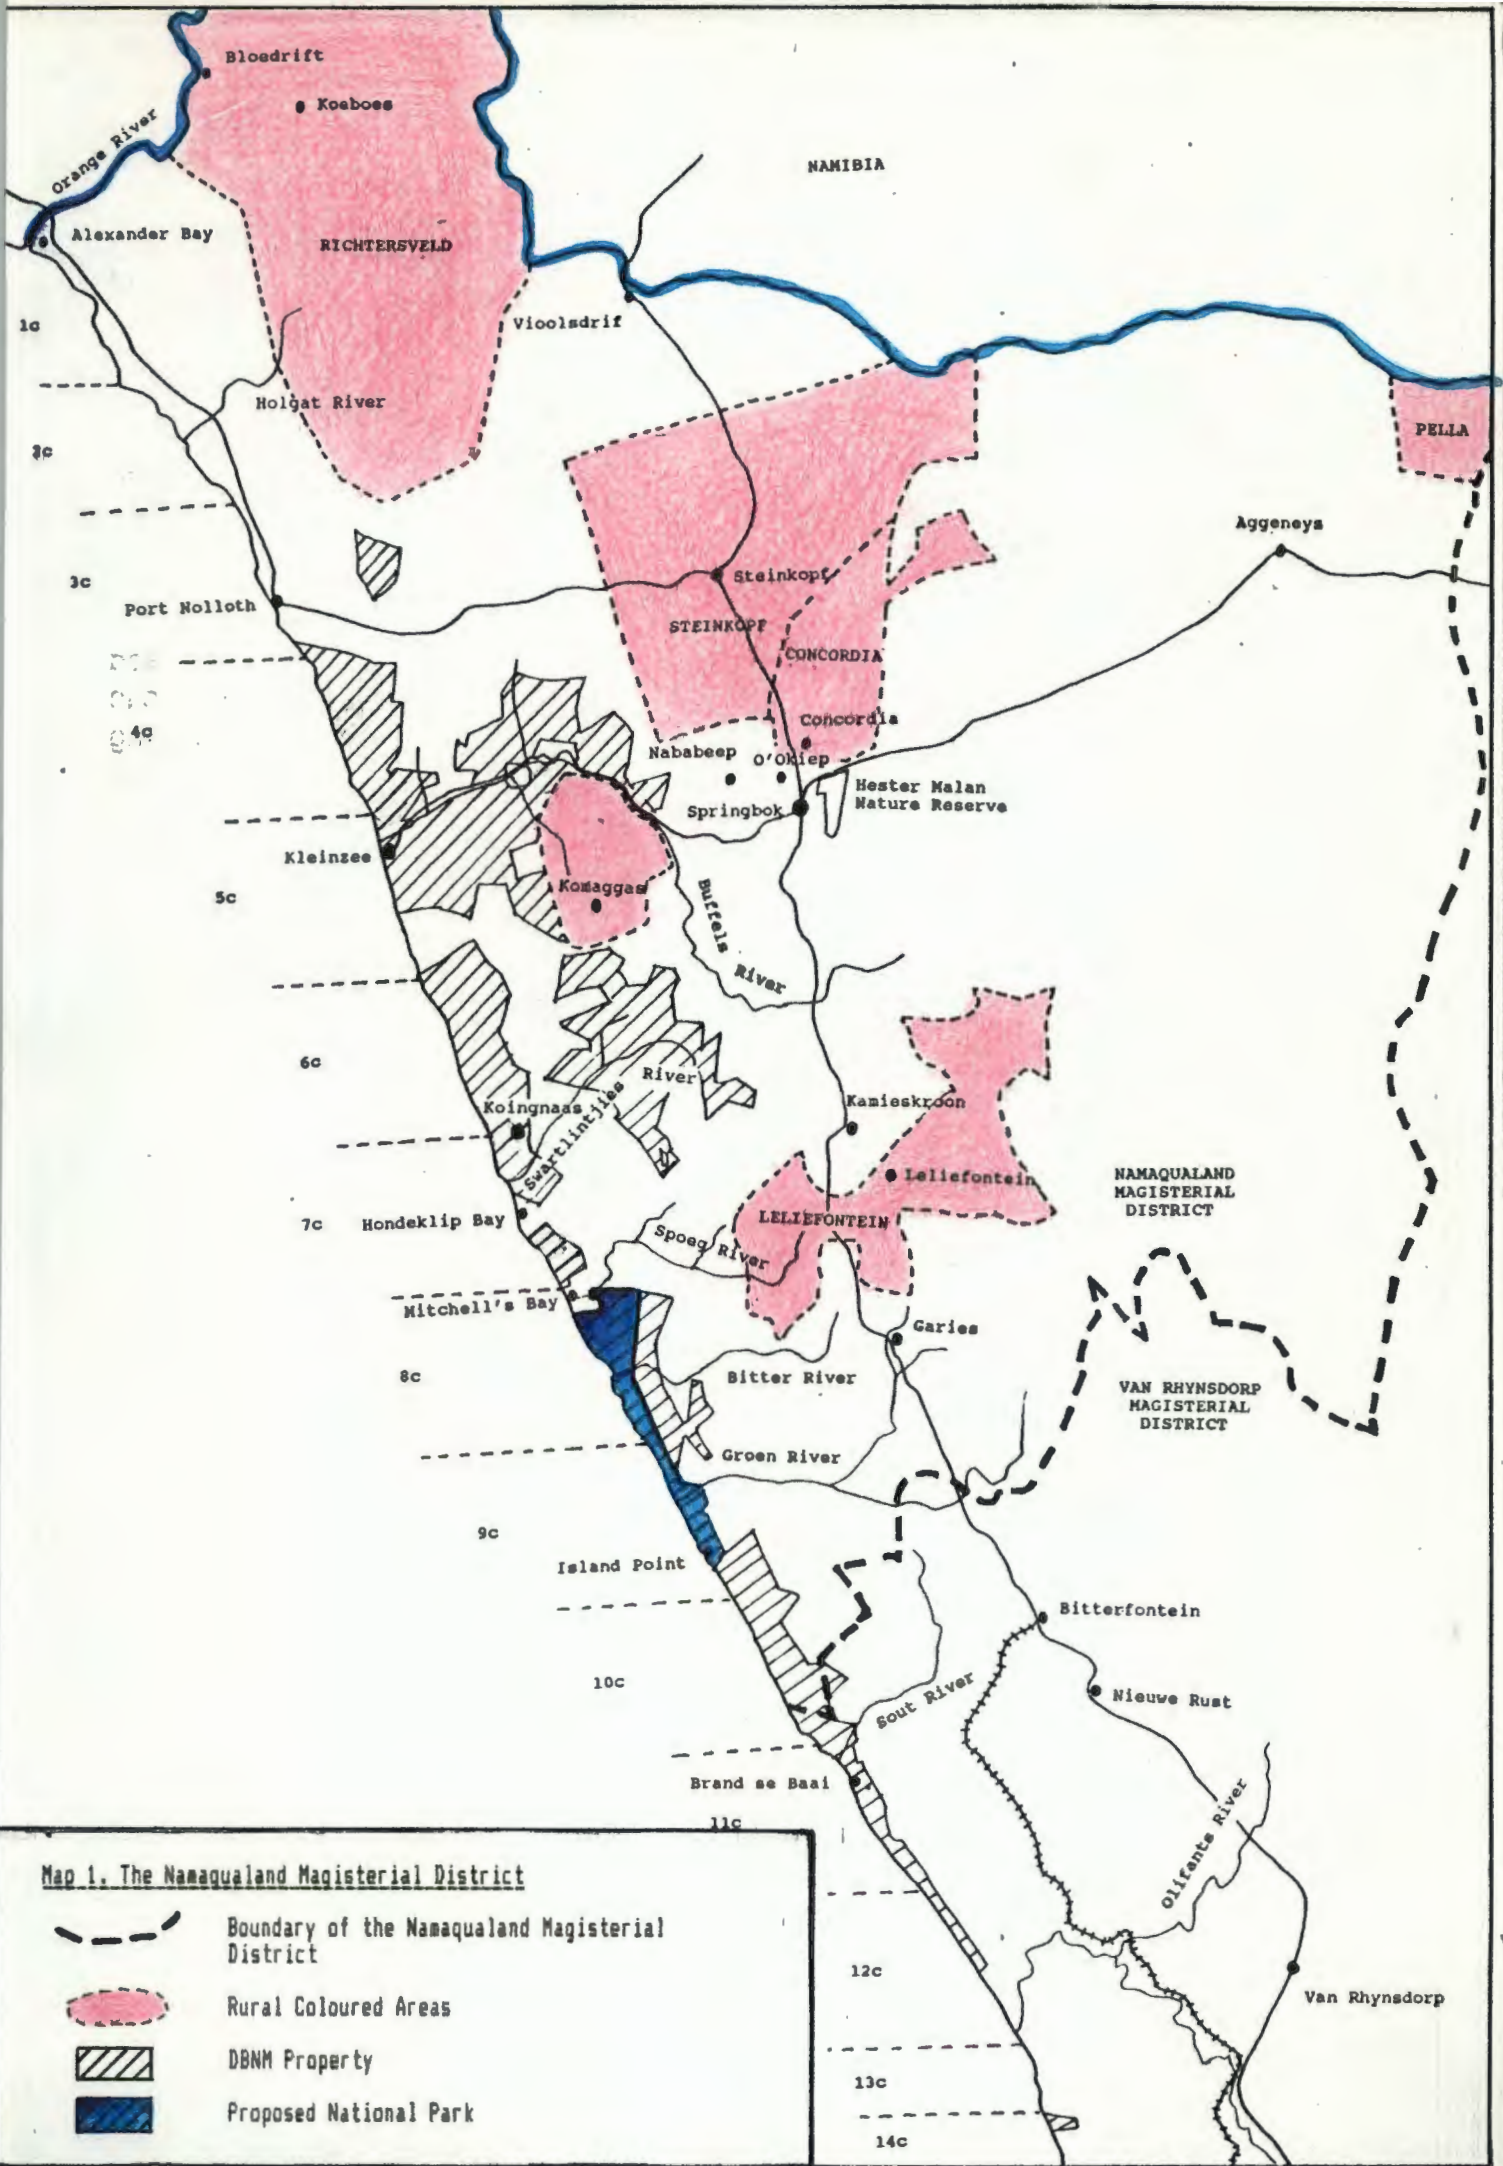 Bloedrift
Koeboes
Orange River
NAMIBIA
Alexander Bay
RICHTERSVELD
1c
Vioolsdrif
Holgat River
PELLA
2c
Aggeneys
3c
Steinkopf
Port Nolloth
STEINKOPF
CONCORDIA
4c
Concordia
Nababeep
O'Okiep
Hester Malan
Nature Reserve
Springbok
Kleinzee
5c
Komaggas
Buffels
River
6c
River
Koingnaas
Swartlintjies
Kamieskroon
Leliefontein
NAMAQUALAND
MAGISTERIAL
DISTRICT
7c
Hondeklip Bay
LELIEFONTEIN
Spoeg River
Mitchell's Bay
Garies
8c
Bitter River
VAN RHYNSDORP
MAGISTERIAL
DISTRICT
Groen River
9c
Island Point
Bitterfontein
10c
Sout River
Nieuwe Rust
Brand se Baai
11c
Olifants River
12c
Van Rhynsdorp
13c
14c
Map 1. The Namaqualand Magisterial District
Boundary of the Namaqualand Magisterial
District
Rural Coloured Areas
DBNM Property
Proposed National Park